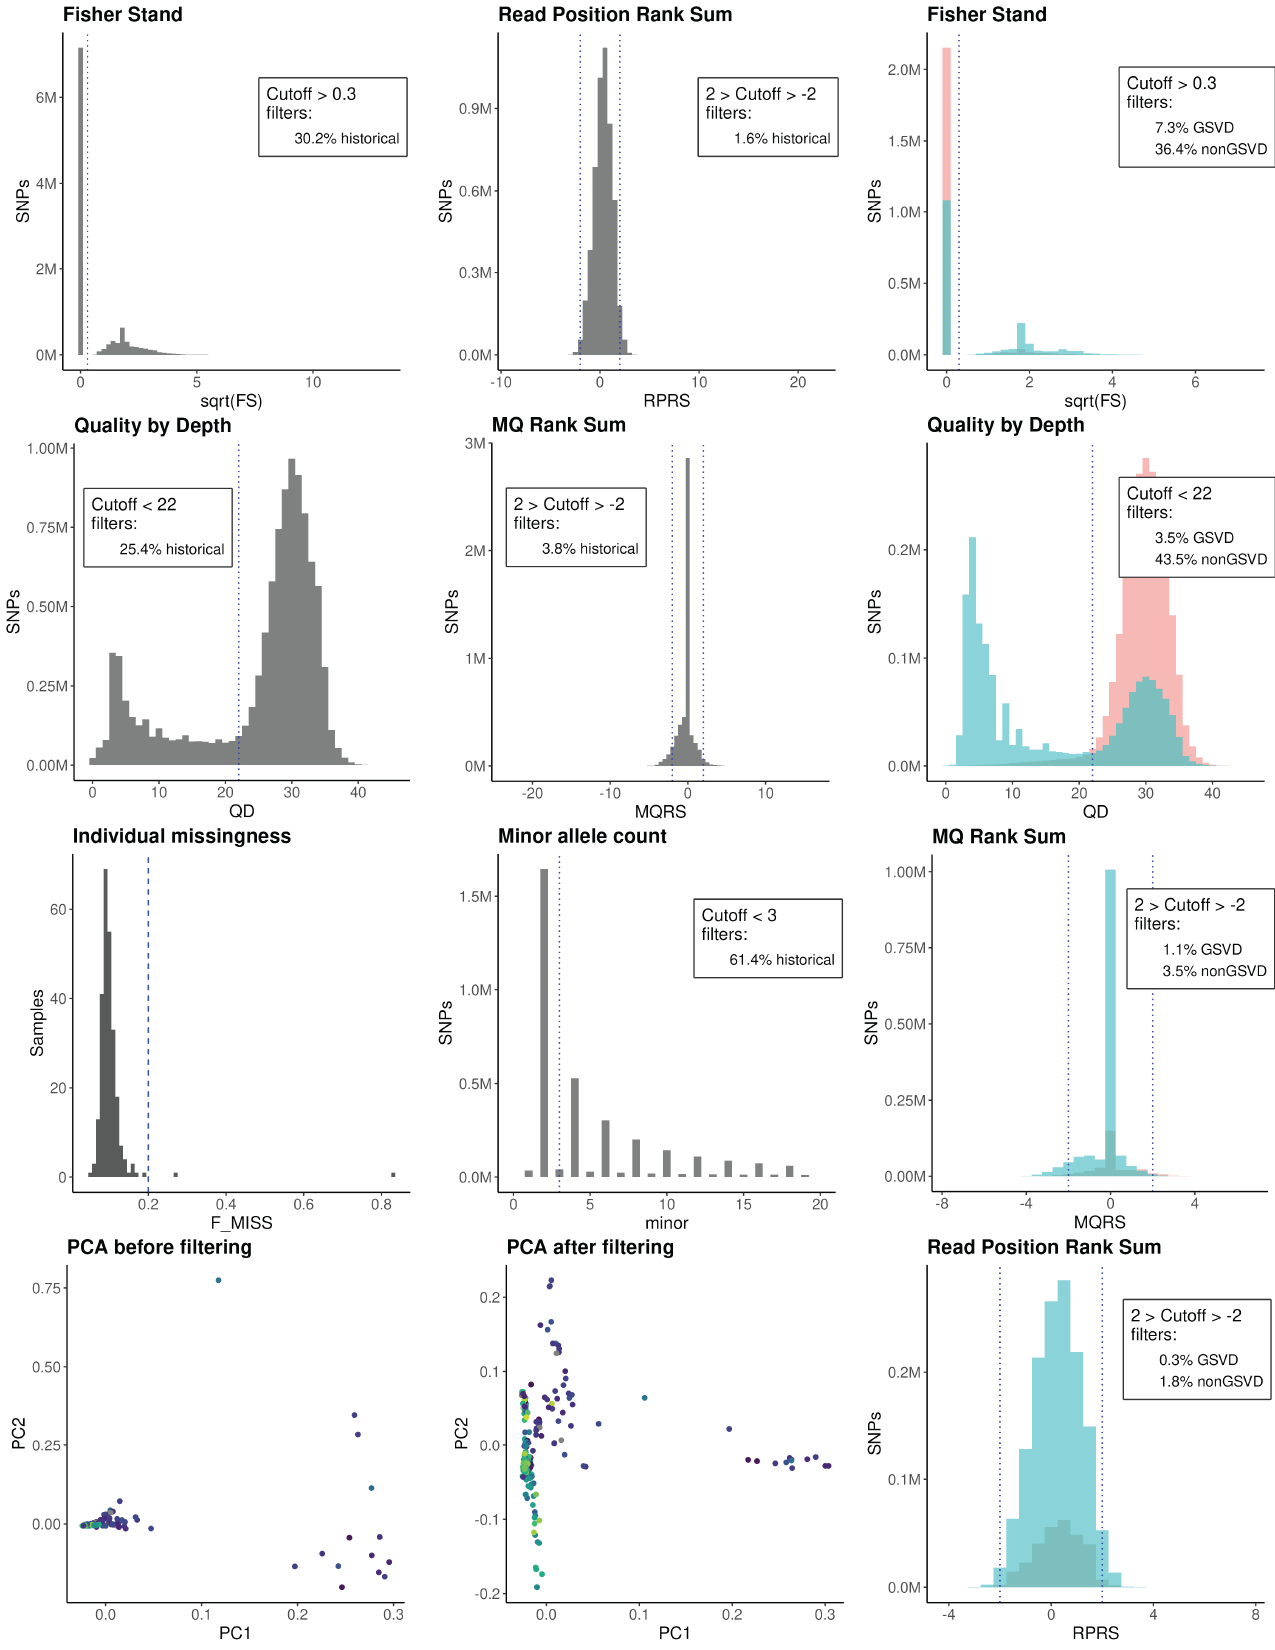 Fisher Stand
6M
4M
2M
0M
SNPs
Cutoff > 0.3
filters:
30.2% historical
0 5 10
sqrt(FS)
Read Position Rank Sum
0.9M
0.6M
0.3M
0.0M
SNPs
2 > Cutoff > -2
filters:
1.6% historical
-10 0 10 20
RPRS
Fisher Stand
2.0M
1.5M
1.0M
0.5M
0.0M
SNPs
Cutoff > 0.3
filters:
7.3% GSVD
36.4% nonGSVD
0 2 4 6
sqrt(FS)
Quality by Depth
1.00M
0.75M
0.50M
0.25M
0.00M
SNPs
Cutoff < 22
filters:
25.4% historical
0 10 20 30 40
QD
MQ Rank Sum
3M
2M
1M
0M
SNPs
2 > Cutoff > -2
filters:
3.8% historical
-20 -10 0 10
MQRS
Quality by Depth
0.2M
0.1M
0.0M
SNPs
Cutoff < 22
filters:
3.5% GSVD
43.5% nonGSVD
0 10 20 30 40
QD
Individual missingness
60
40
20
0
Samples
0.2 0.4 0.6 0.8
F_MISS
Minor allele count
1.5M
1.0M
0.5M
0.0M
SNPs
Cutoff < 3
filters:
61.4% historical
0 5 10 15 20
minor
MQ Rank Sum
1.00M
0.75M
0.50M
0.25M
0.00M
SNPs
2 > Cutoff > -2
filters:
1.1% GSVD
3.5% nonGSVD
-8 -4 0 4
MQRS
PCA before filtering
0.75
0.50
0.25
0.00
PC2
0.0 0.1 0.2 0.3
PC1
PCA after filtering
0.2
0.1
0.0
-0.1
-0.2
PC2
0.0 0.1 0.2 0.3
PC1
Read Position Rank Sum
0.2M
0.1M
0.0M
SNPs
2 > Cutoff > -2
filters:
0.3% GSVD
1.8% nonGSVD
-4 0 4 8
RPRS